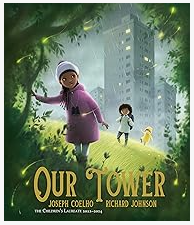 OUR TOWER
JOSEPH COELHO RICHARD JOHNSON
THE CHILDREN'S LAUREATE 2022-2024